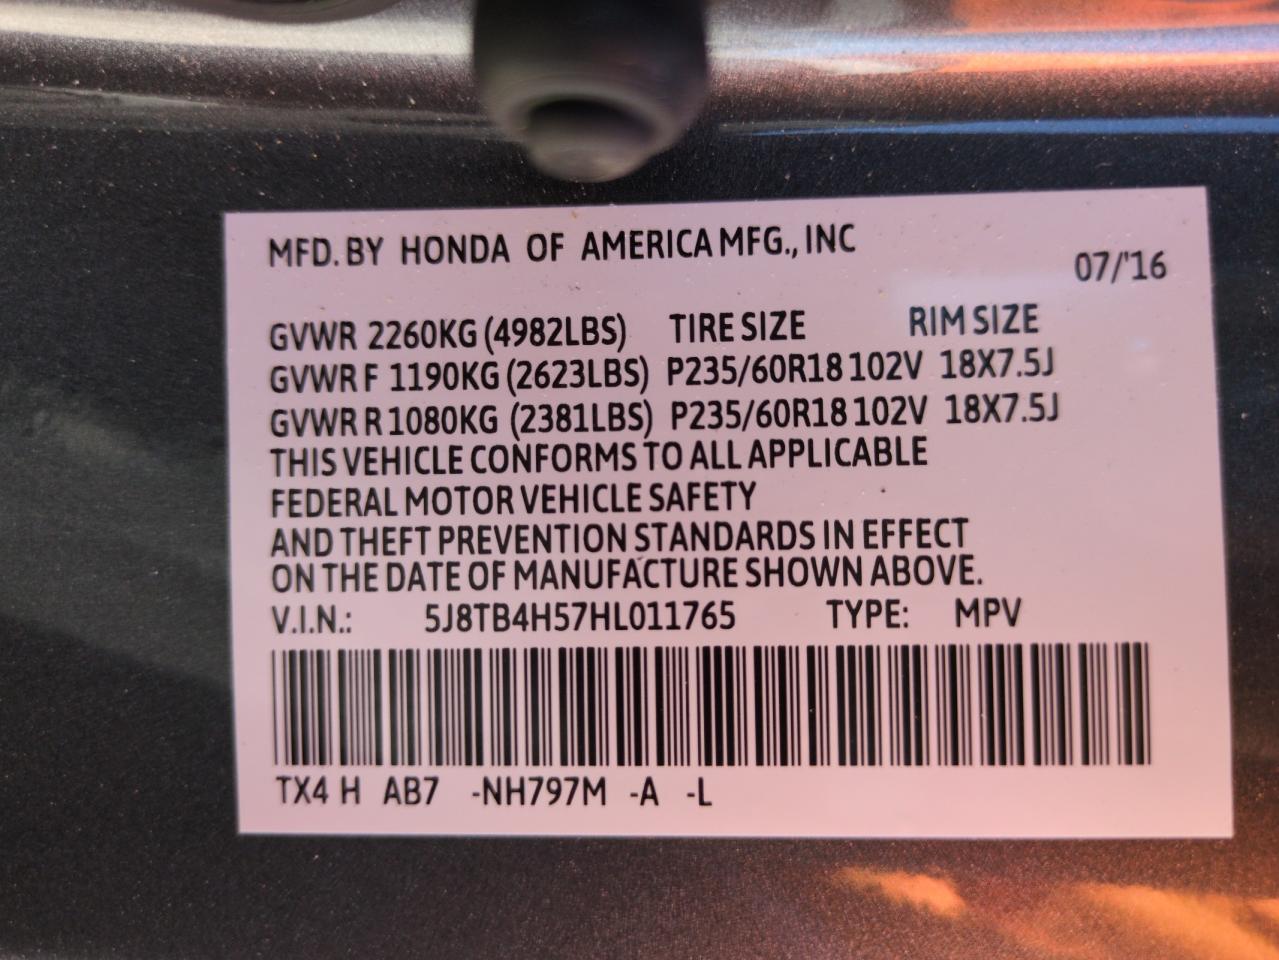 MFD. BY HONDA OF AMERICA MFG., INC
07/'16
GVWR 2260KG (4982LBS) TIRE SIZE RIM SIZE
GVWR F 1190KG (2623LBS) P235/60R18 102V 18X7.5J
GVWR R 1080KG (2381LBS) P235/60R18 102V 18X7.5J
THIS VEHICLE CONFORMS TO ALL APPLICABLE
FEDERAL MOTOR VEHICLE SAFETY
AND THEFT PREVENTION STANDARDS IN EFFECT
ON THE DATE OF MANUFACTURE SHOWN ABOVE.
V.I.N.: 5J8TB4H57HL011765 TYPE: MPV
TX4 H AB7 -NH797M -A -L